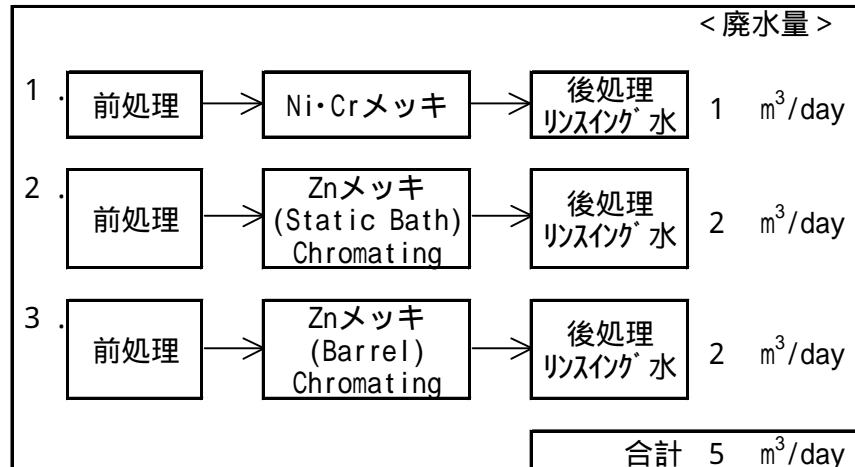 <廃水量>
1. 前処理 Ni・Crメッキ 後処理 リンスイング゛水 1 m³/day
2. 前処理 Znメッキ (Static Bath) Chromating 後処理 リンスイング゛水 2 m³/day
3. 前処理 Znメッキ (Barrel) Chromating 後処理 リンスイング゛水 2 m³/day
合計 5 m³/day